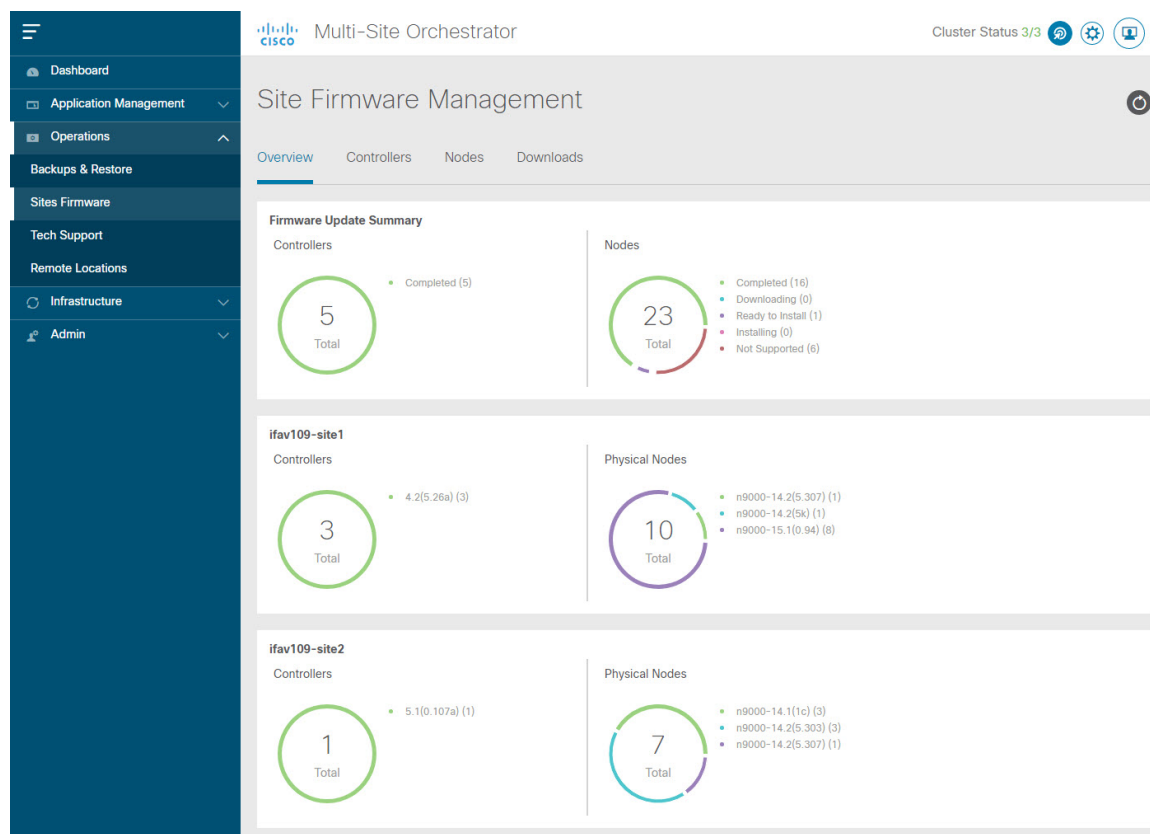 cisco Multi-Site Orchestrator
Cluster Status 3/3
Dashboard
Application Management
Operations
Backups & Restore
Sites Firmware
Tech Support
Remote Locations
Infrastructure
Admin
Site Firmware Management
Overview Controllers Nodes Downloads
Firmware Update Summary
Controllers
5
Total
Completed (5)
Nodes
23
Total
Completed (16)
Downloading (0)
Ready to Install (1)
Installing (0)
Not Supported (6)
ifav109-site1
Controllers
3
Total
4.2(5.26a) (3)
Physical Nodes
10
Total
n9000-14.2(5.307) (1)
n9000-14.2(5k) (1)
n9000-15.1(0.94) (8)
ifav109-site2
Controllers
1
Total
5.1(0.107a) (1)
Physical Nodes
7
Total
n9000-14.1(1c) (3)
n9000-14.2(5.303) (3)
n9000-14.2(5.307) (1)